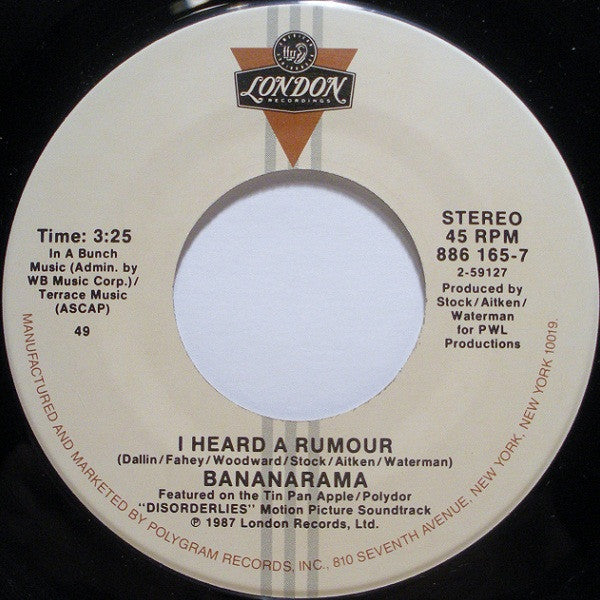 LONDON
RECORDINGS
Time: 3:25
In A Bunch
Music (Admin. by
WB Music Corp.)/
Terrace Music
(ASCAP)
49
STEREO
45 RPM
886 165-7
2-59127
Produced by
Stock/Aitken/
Waterman
for PWL
Productions
I HEARD A RUMOUR
(Dallin/Fahey/Woodward/Stock/Aitken/Waterman)
BANANARAMA
Featured on the Tin Pan Apple/Polydor
"DISORDERLIES" Motion Picture Soundtrack
℗ 1987 London Records, Ltd.
MANUFACTURED AND MARKETED BY POLYGRAM RECORDS, INC., 810 SEVENTH AVENUE, NEW YORK, NEW YORK 10019.